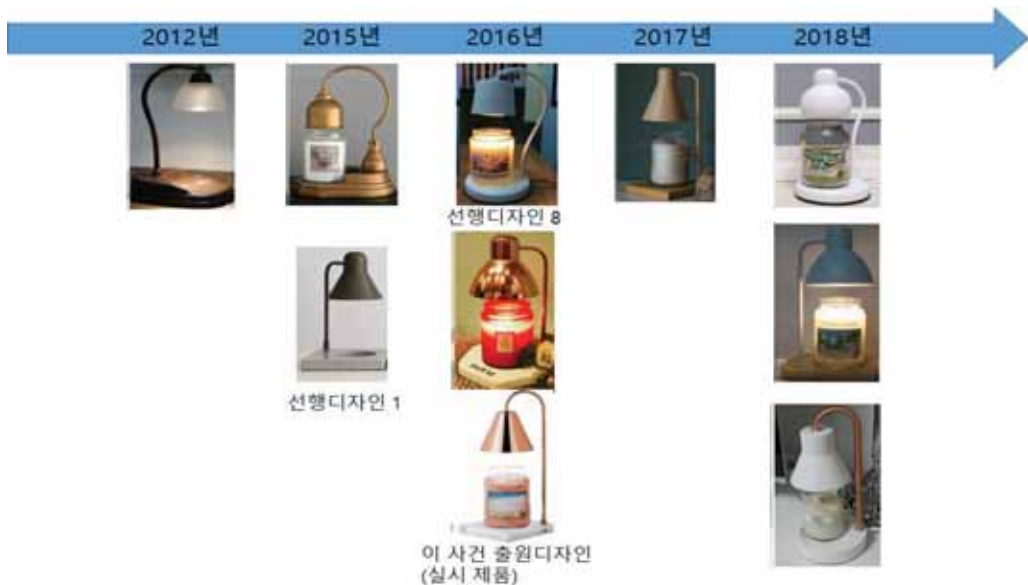 2012년 2015년 2016년 2017년 2018년
선행디자인 8
선행디자인 1
이 사건 출원디자인
(실시 제품)